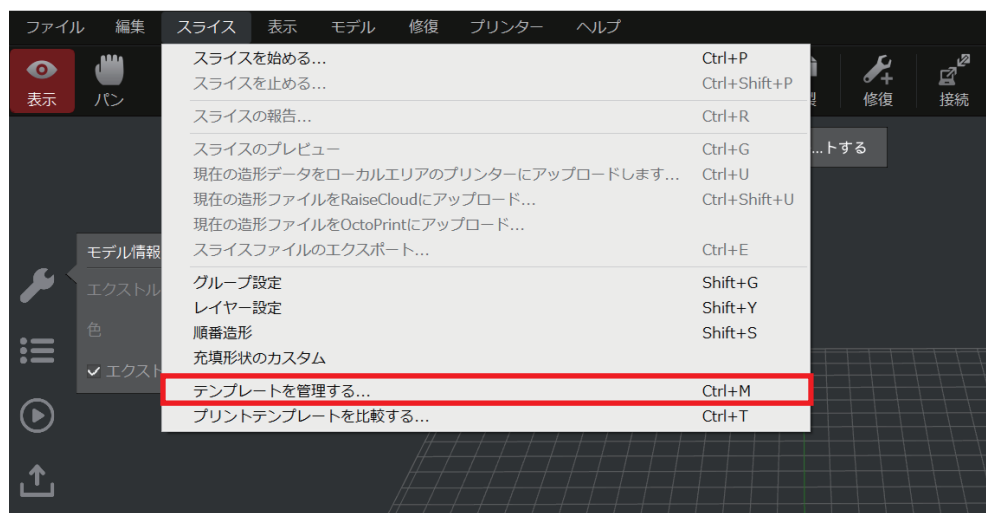 ファイル 編集 スライス 表示 モデル 修復 プリンター ヘルプ
表示 パン 修復 接続
スライスを始める... Ctrl+P
スライスを止める... Ctrl+Shift+P
スライスの報告... Ctrl+R
スライスのプレビュー Ctrl+G
...トする
現在の造形データをローカルエリアのプリンターにアップロードします... Ctrl+U
現在の造形ファイルをRaiseCloudにアップロード... Ctrl+Shift+U
現在の造形ファイルをOctoPrintにアップロード...
スライスファイルのエクスポート... Ctrl+E
モデル情報
グループ設定 Shift+G
エクストル
レイヤー設定 Shift+Y
順番造形 Shift+S
色
充填形状のカスタム
エクスト
テンプレートを管理する... Ctrl+M
プリントテンプレートを比較する... Ctrl+T